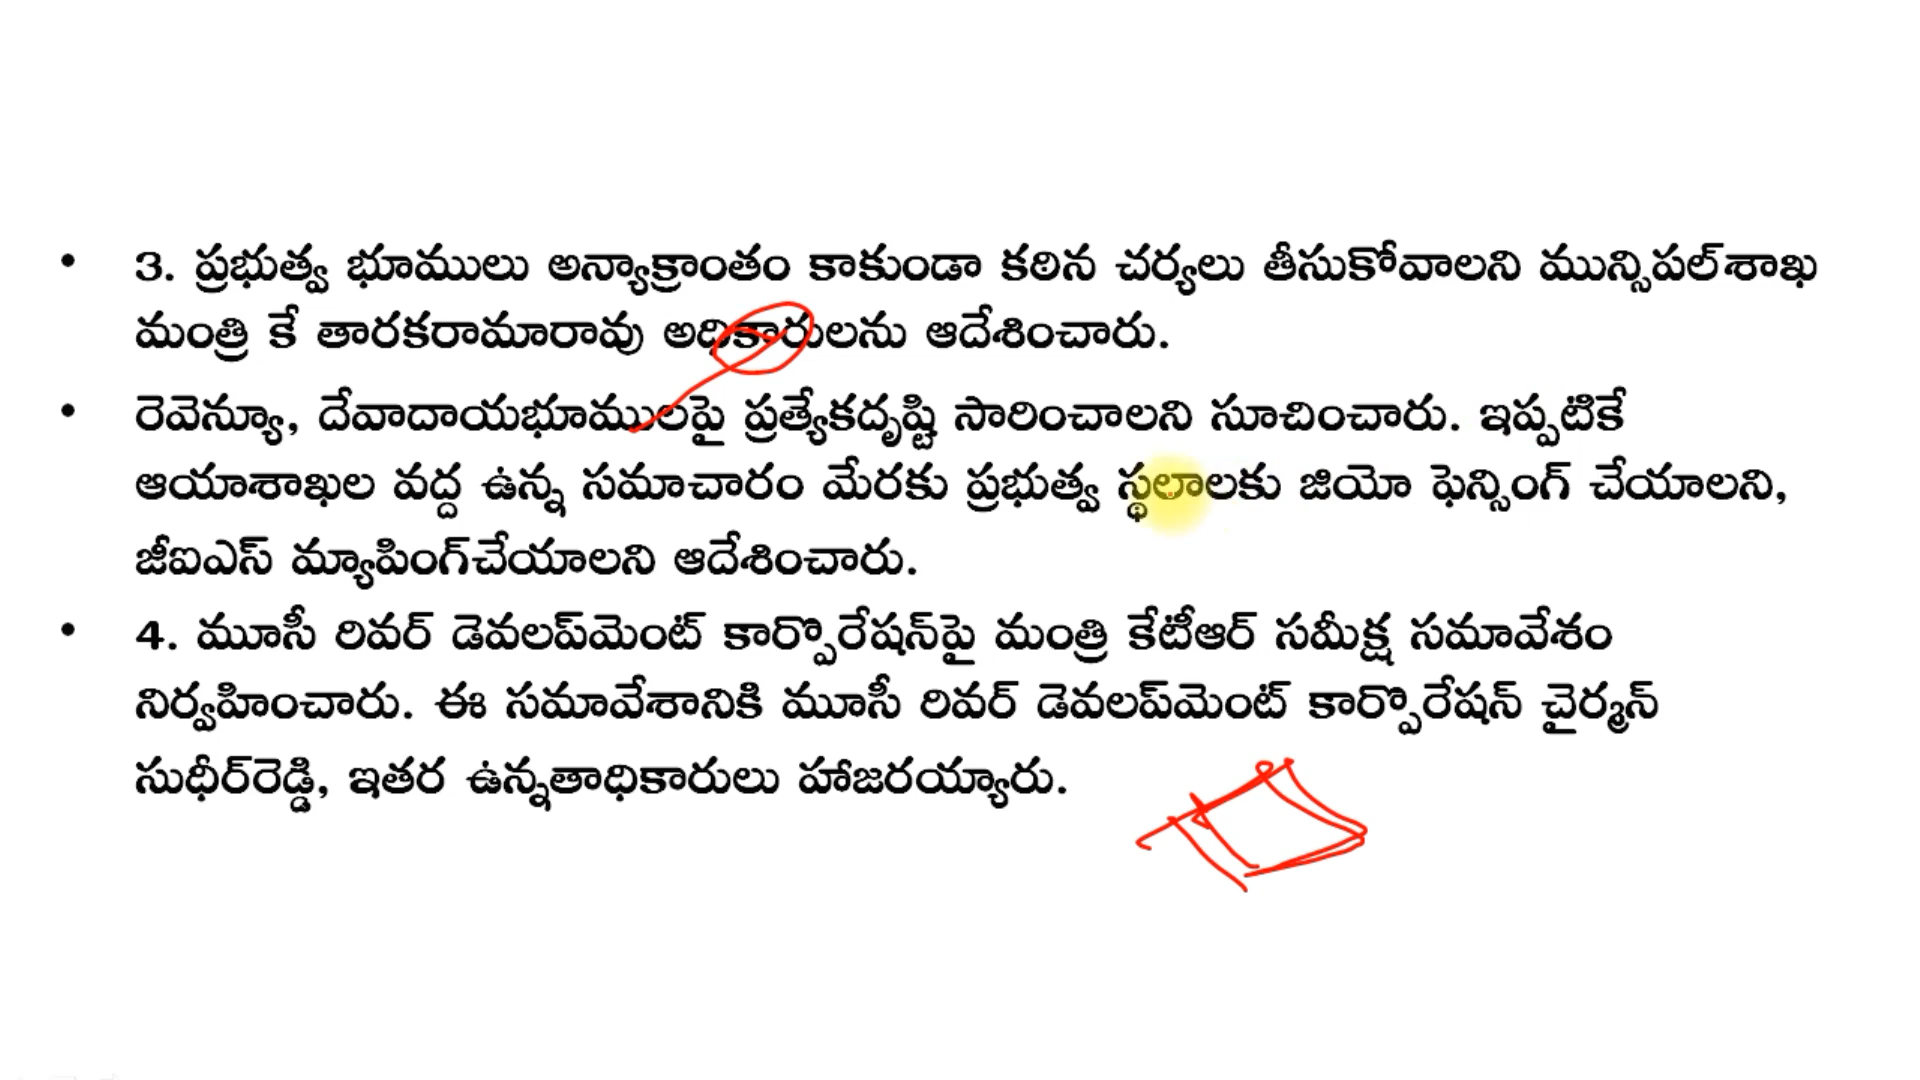 • 3. ప్రభుత్వ భూములు అన్యాక్రాంతం కాకుండా కఠిన చర్యలు తీసుకోవాలని మున్సిపల్‌శాఖ
మంత్రి కే తారకరామారావు అధికారులను ఆదేశించారు.
• రెవెన్యూ, దేవాదాయభూములపై ప్రత్యేకదృష్టి సారించాలని సూచించారు. ఇప్పటికే
ఆయాశాఖల వద్ద ఉన్న సమాచారం మేరకు ప్రభుత్వ స్థలాలకు జియో ఫెన్సింగ్ చేయాలని,
జీఐఎస్ మ్యాపింగ్‌చేయాలని ఆదేశించారు.
• 4. మూసీ రివర్ డెవలప్‌మెంట్ కార్పొరేషన్‌పై మంత్రి కేటీఆర్ సమీక్ష సమావేశం
నిర్వహించారు. ఈ సమావేశానికి మూసీ రివర్ డెవలప్‌మెంట్ కార్పొరేషన్ చైర్మన్
సుధీర్‌రెడ్డి, ఇతర ఉన్నతాధికారులు హాజరయ్యారు.